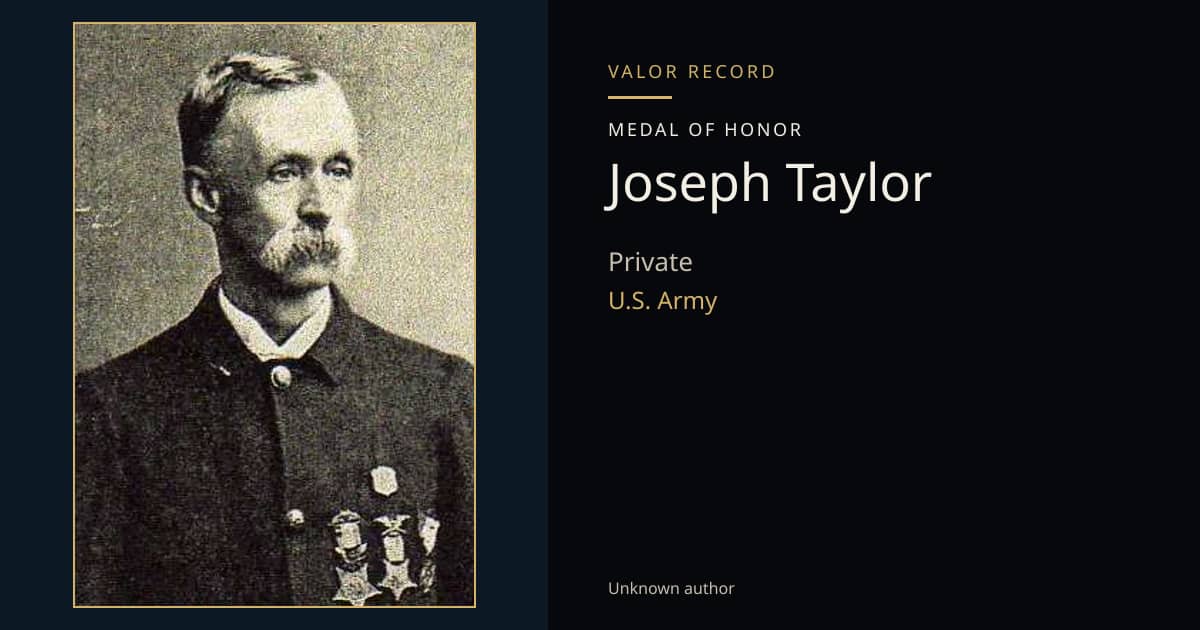 VALOR RECORD
MEDAL OF HONOR
Joseph Taylor
Private
U.S. Army
Unknown author